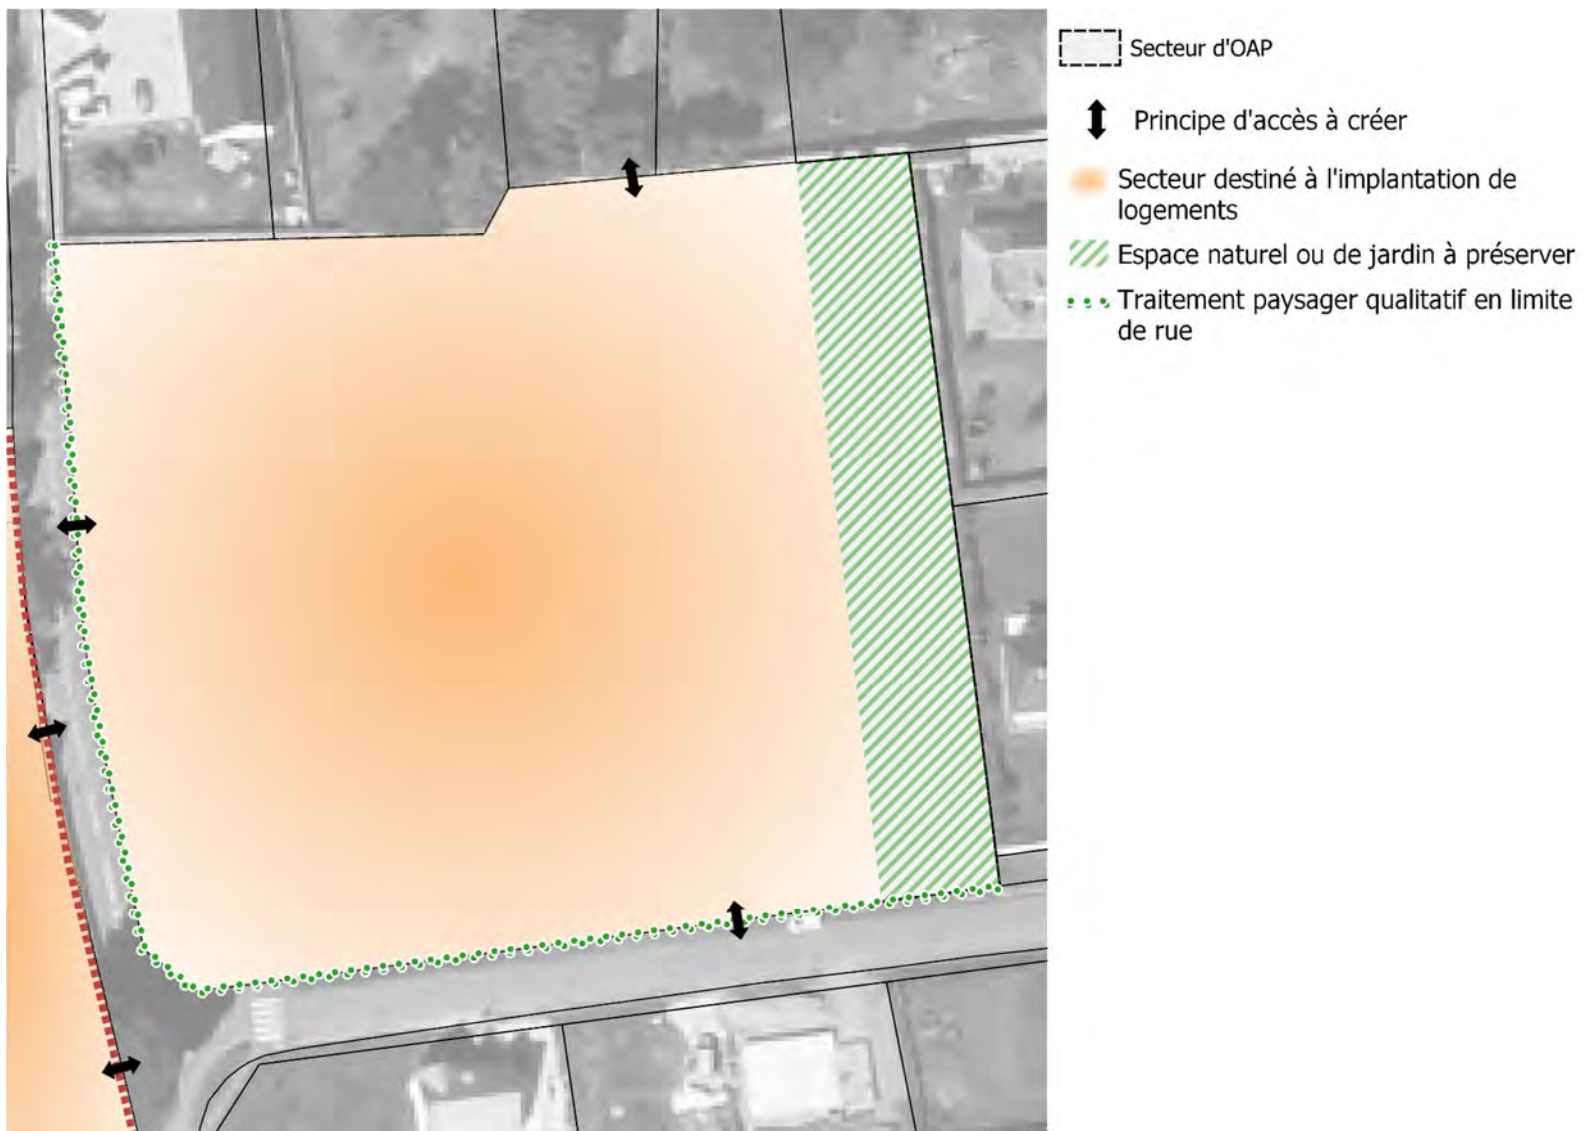 Secteur d'OAP
Principe d'accès à créer
Secteur destiné à l'implantation de
logements
Espace naturel ou de jardin à préserver
Traitement paysager qualitatif en limite
de rue